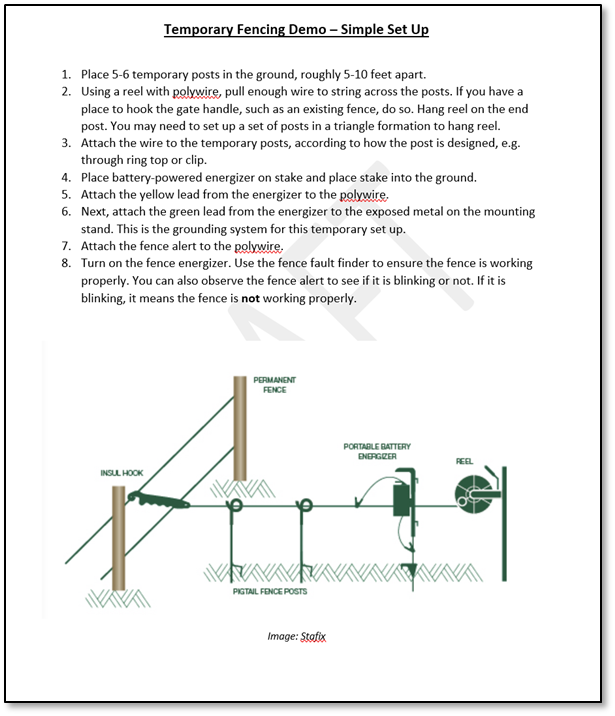 Temporary Fencing Demo – Simple Set Up
1. Place 5-6 temporary posts in the ground, roughly 5-10 feet apart.
2. Using a reel with polywire, pull enough wire to string across the posts. If you have a
place to hook the gate handle, such as an existing fence, do so. Hang reel on the end
post. You may need to set up a set of posts in a triangle formation to hang reel.
3. Attach the wire to the temporary posts, according to how the post is designed, e.g.
through ring top or clip.
4. Place battery-powered energizer on stake and place stake into the ground.
5. Attach the yellow lead from the energizer to the polywire.
6. Next, attach the green lead from the energizer to the exposed metal on the mounting
stand. This is the grounding system for this temporary set up.
7. Attach the fence alert to the polywire.
8. Turn on the fence energizer. Use the fence fault finder to ensure the fence is working
properly. You can also observe the fence alert to see if it is blinking or not. If it is
blinking, it means the fence is not working properly.
PERMANENT
FENCE
PORTABLE BATTERY
ENERGIZER
REEL
INSUL HOOK
PIGTAIL FENCE POSTS
Image: Stafix